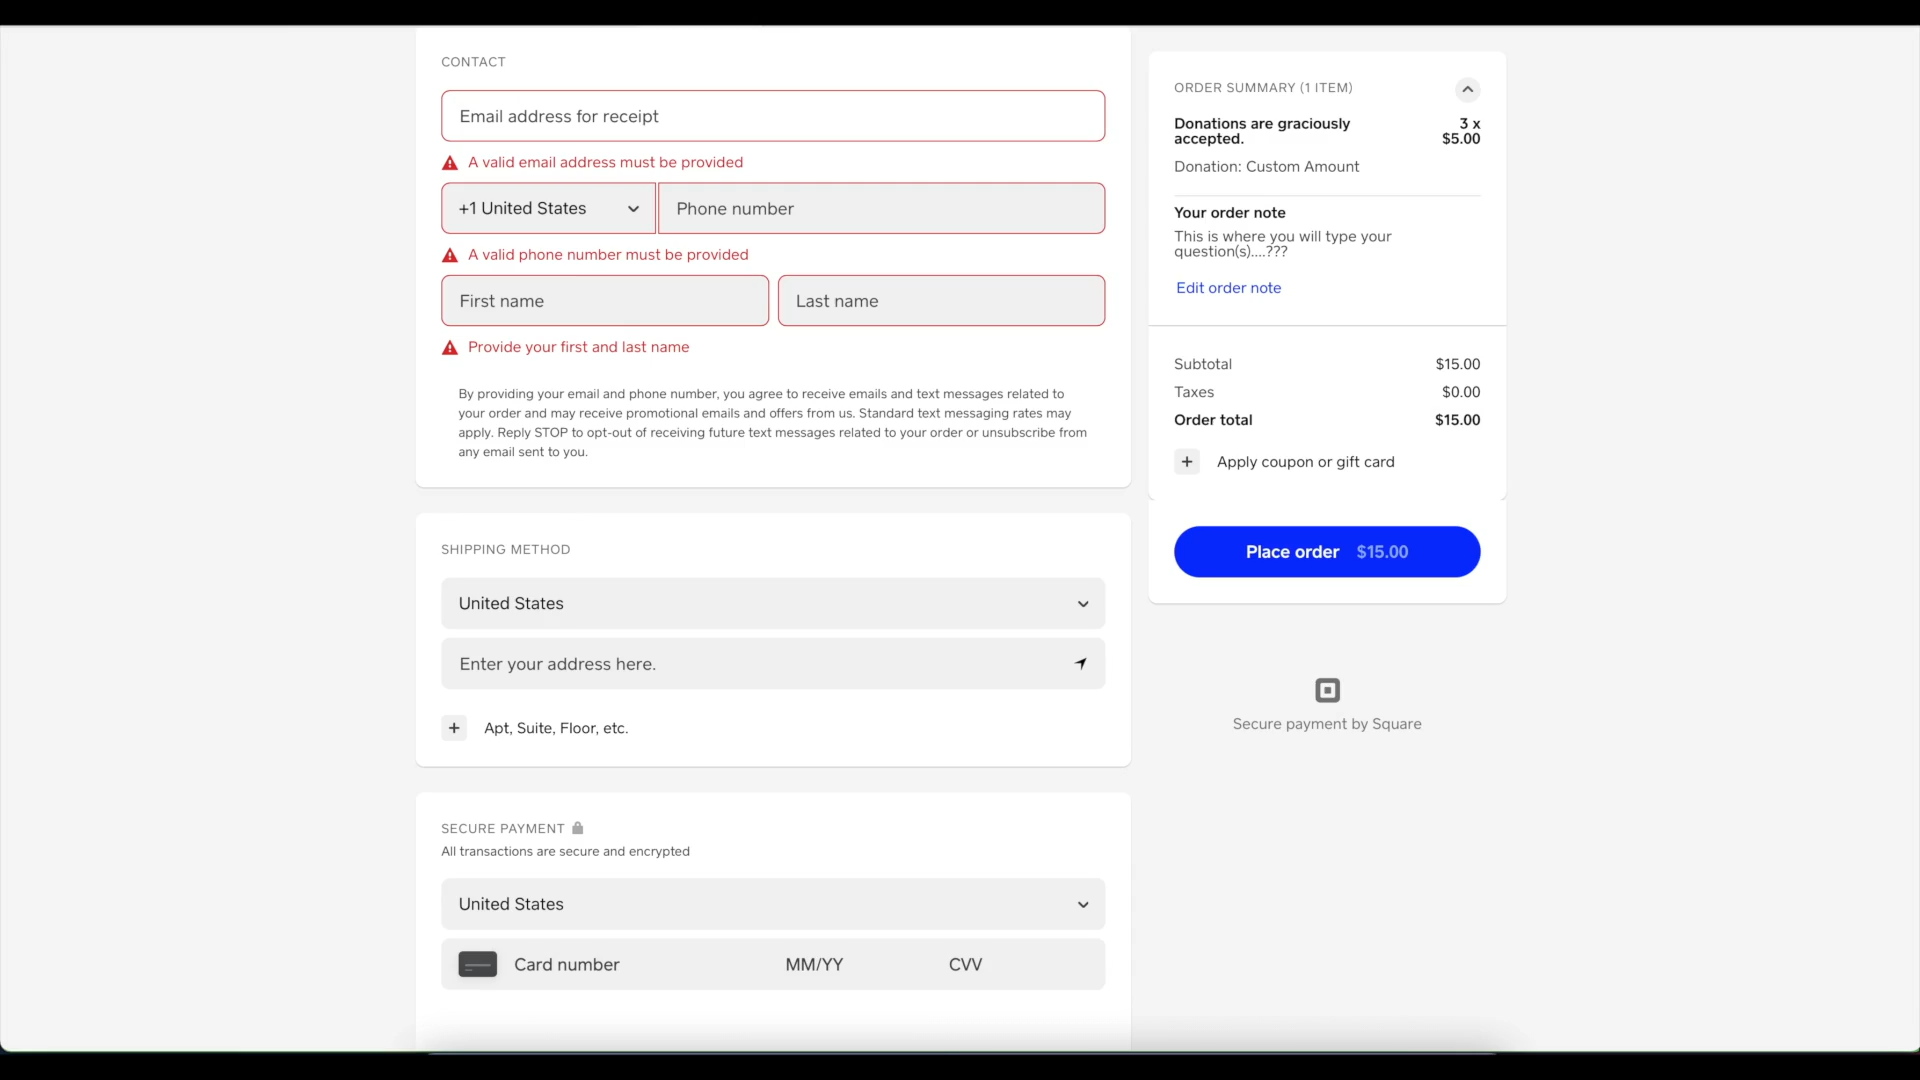 CONTACT
Email address for receipt
A valid email address must be provided
+1 United States
Phone number
A valid phone number must be provided
First name
Last name
Provide your first and last name
By providing your email and phone number, you agree to receive emails and text messages related to
your order and may receive promotional emails and offers from us. Standard text messaging rates may
apply. Reply STOP to opt-out of receiving future text messages related to your order or unsubscribe from
any email sent to you.
SHIPPING METHOD
United States
Enter your address here.
Apt, Suite, Floor, etc.
SECURE PAYMENT
All transactions are secure and encrypted
United States
Card number MM/YY CVV
ORDER SUMMARY (1 ITEM)
Donations are graciously 3 x
accepted. $5.00
Donation: Custom Amount
Your order note
This is where you will type your
question(s)....???
Edit order note
Subtotal $15.00
Taxes $0.00
Order total $15.00
Apply coupon or gift card
Place order $15.00
Secure payment by Square